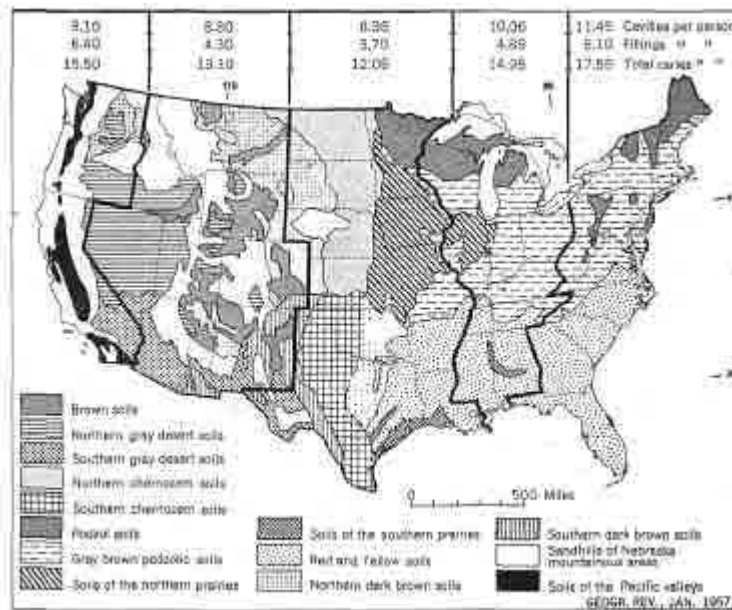 8.80 8.36 10.06 11.45 Cavities per person
6.40 4.30 3.70 4.89 6.10 Fillings " "
15.50 13.10 12.06 14.95 17.55 Total caries " "
Brown soils
Northern gray desert soils
Southern gray desert soils
Northern chernozem soils
Southern chernozem soils
Podzol soils
Gray brown podzolic soils
Soils of the northern prairies
0 500 Miles
Soils of the southern prairies
Red and Yellow soils
Northern dark brown soils
Southern dark brown soils
Sandhills of Nebraska
mountainous areas
Soils of the Pacific valleys
GEOGR. REV., JAN. 1957